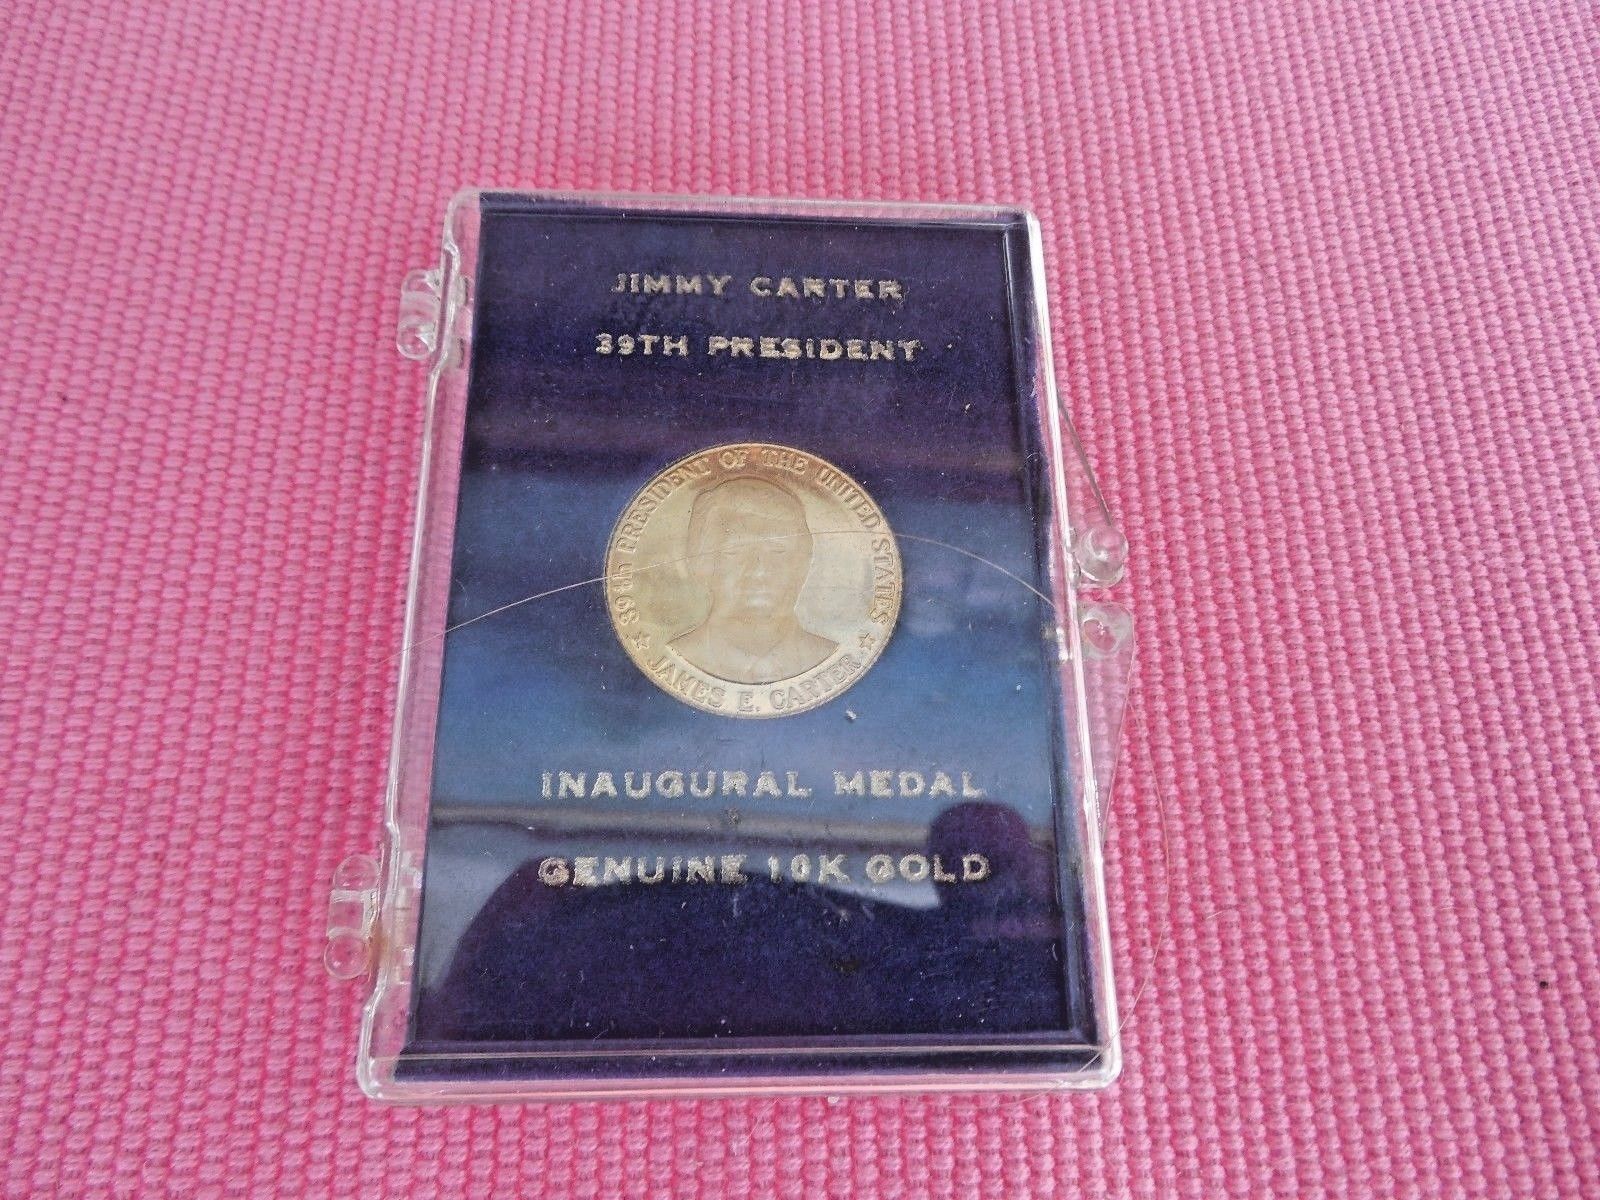 JIMMY CARTER
39TH PRESIDENT
39th PRESIDENT OF THE UNITED STATES
JAMES E. CARTER
INAUGURAL MEDAL
GENUINE 10K GOLD